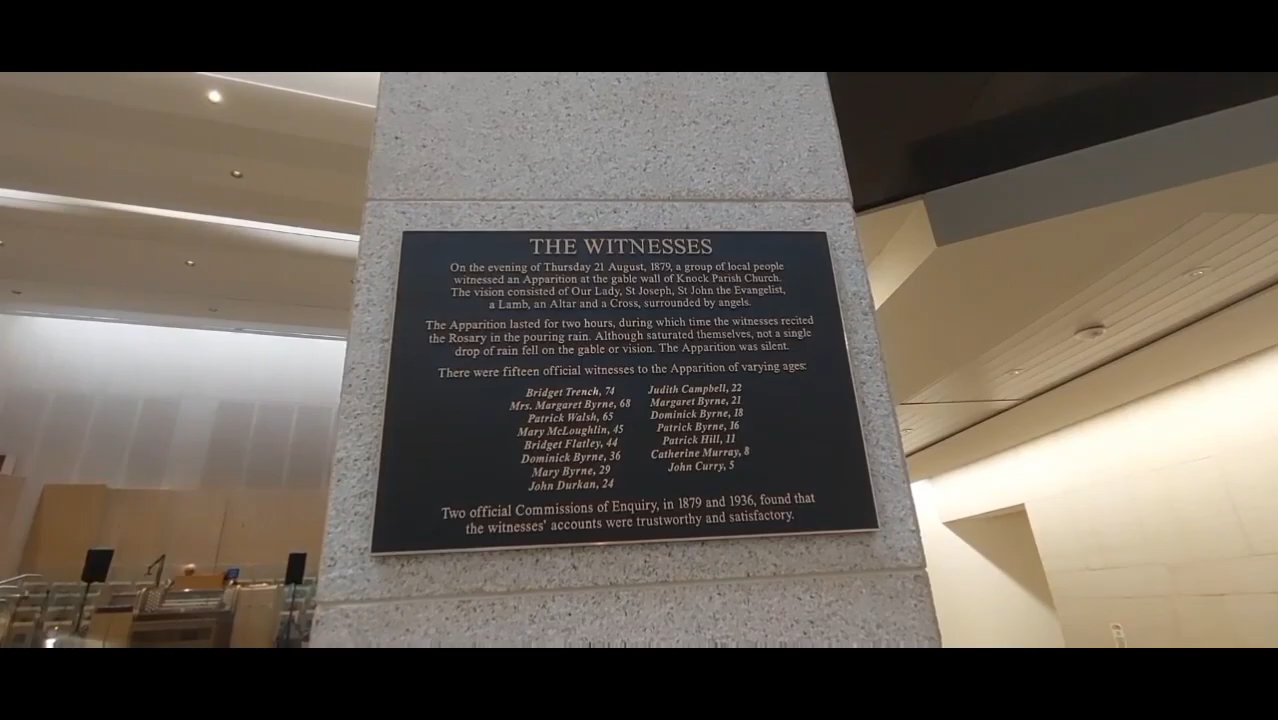 THE WITNESSES
On the evening of Thursday 21 August, 1879, a group of local people
witnessed an Apparition at the gable wall of Knock Parish Church.
The vision consisted of Our Lady, St Joseph, St John the Evangelist,
a Lamb, an Altar and a Cross, surrounded by angels.
The Apparition lasted for two hours, during which time the witnesses recited
the Rosary in the pouring rain. Although saturated themselves, not a single
drop of rain fell on the gable or vision. The Apparition was silent.
There were fifteen official witnesses to the Apparition of varying ages:
Bridget Trench, 74
Mrs. Margaret Byrne, 68
Patrick Walsh, 65
Mary McLoughlin, 45
Bridget Flatley, 44
Dominick Byrne, 36
Mary Byrne, 29
John Durkan, 24
Judith Campbell, 22
Margaret Byrne, 21
Dominick Byrne, 18
Patrick Byrne, 16
Patrick Hill, 11
Catherine Murray, 8
John Curry, 5
Two official Commissions of Enquiry, in 1879 and 1936, found that
the witnesses' accounts were trustworthy and satisfactory.